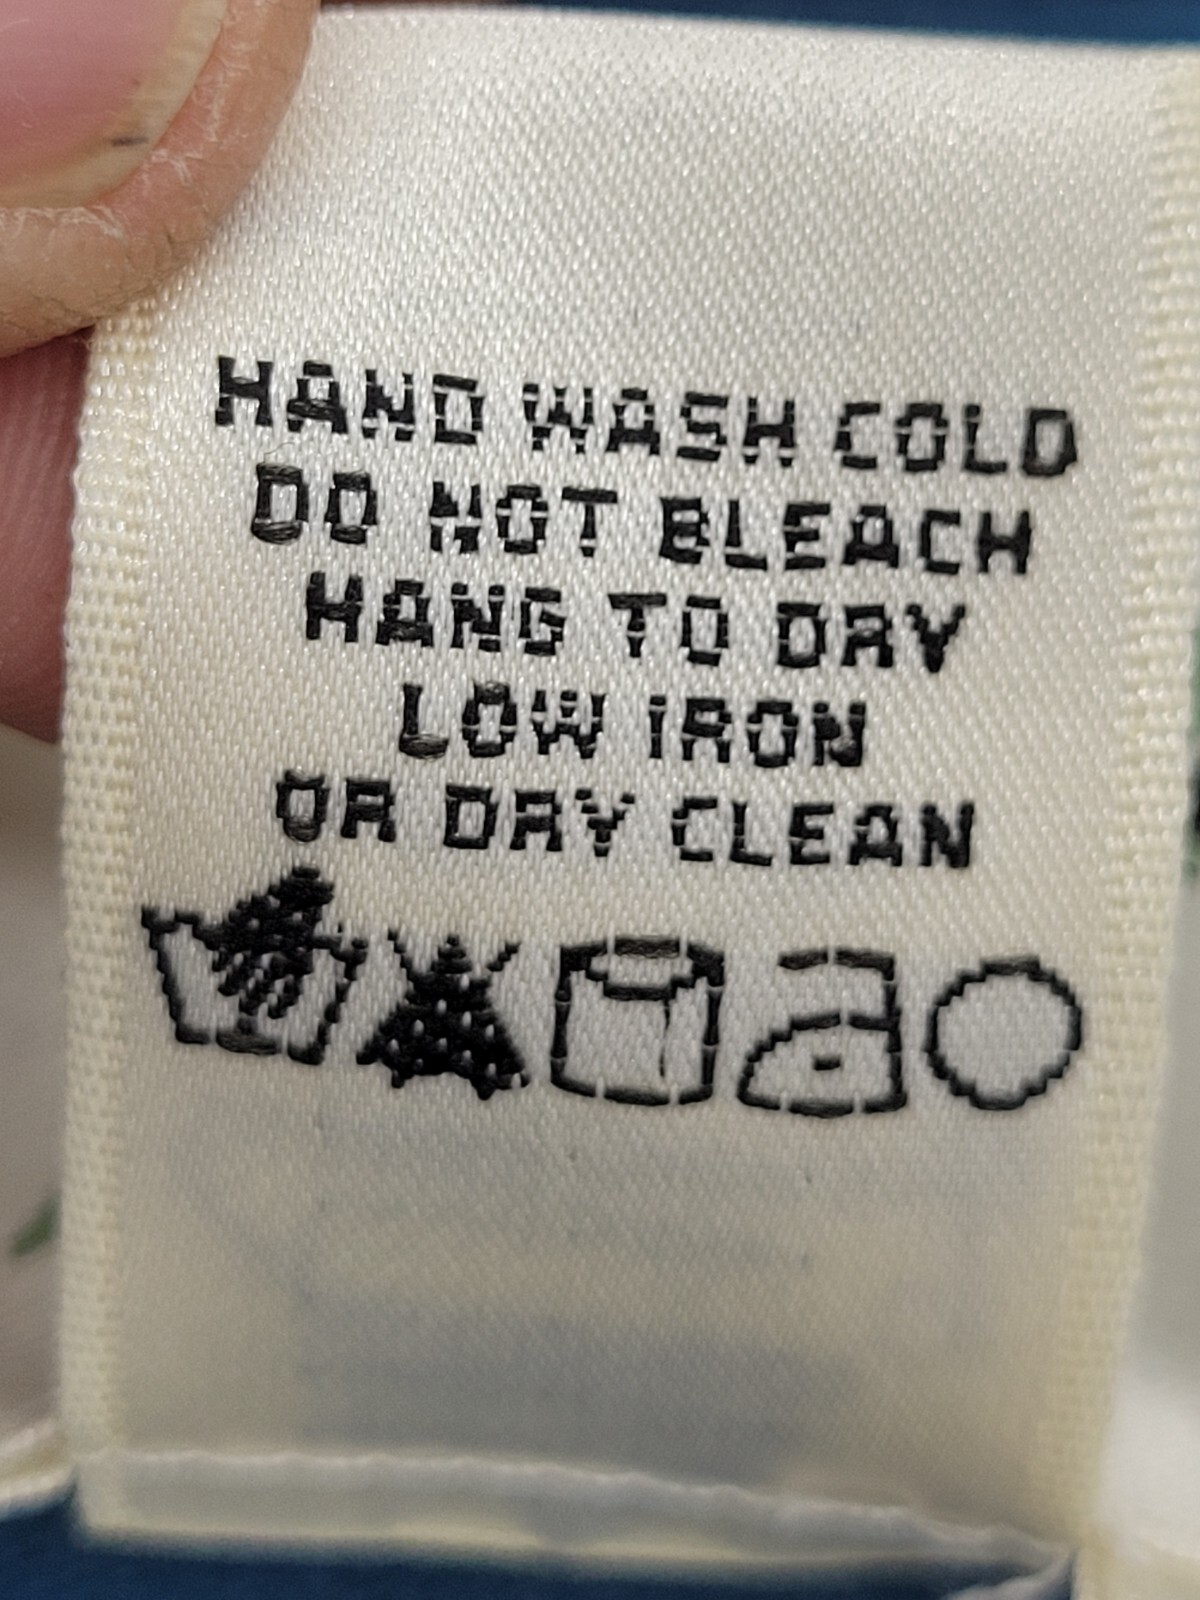 HAND WASH COLD
DO NOT BLEACH
HANG TO DRY
LOW IRON
OR DRY CLEAN